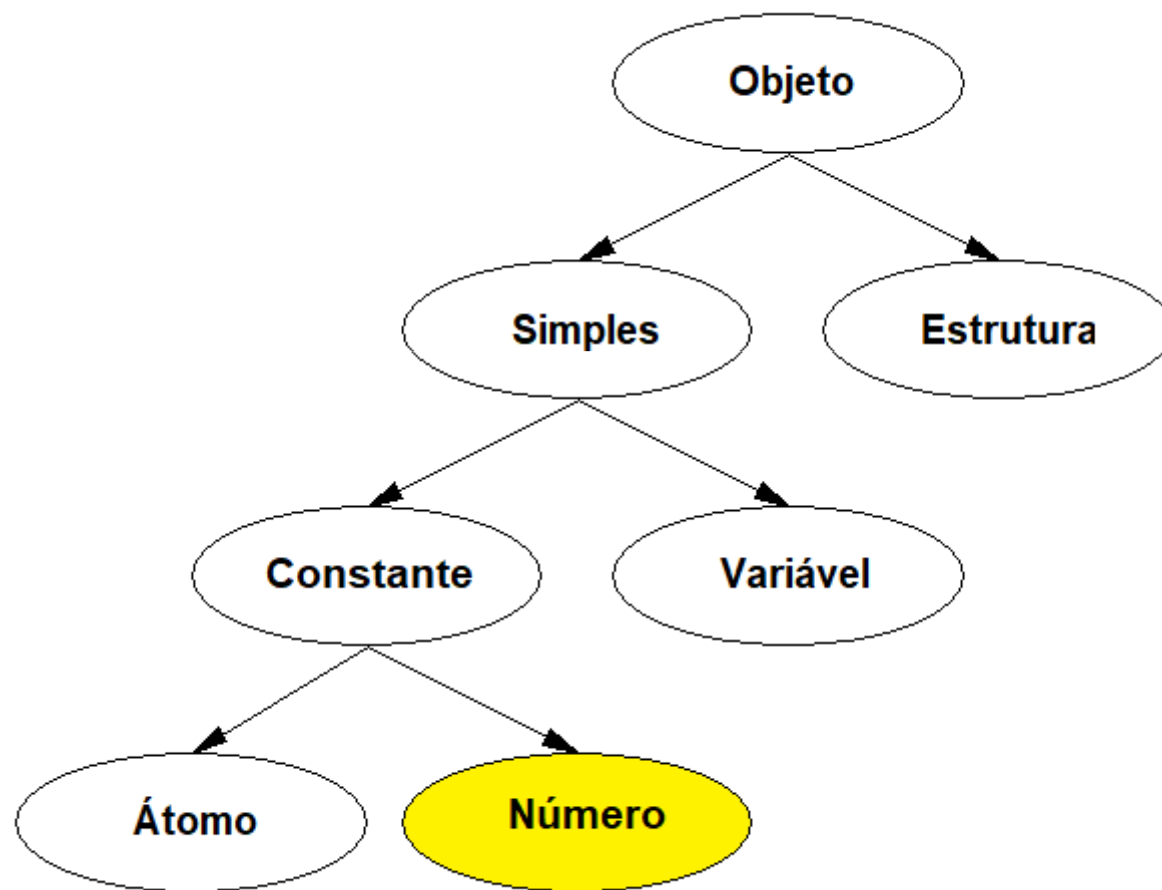 Objeto
Simples
Estrutura
Constante
Variável
Átomo
Número